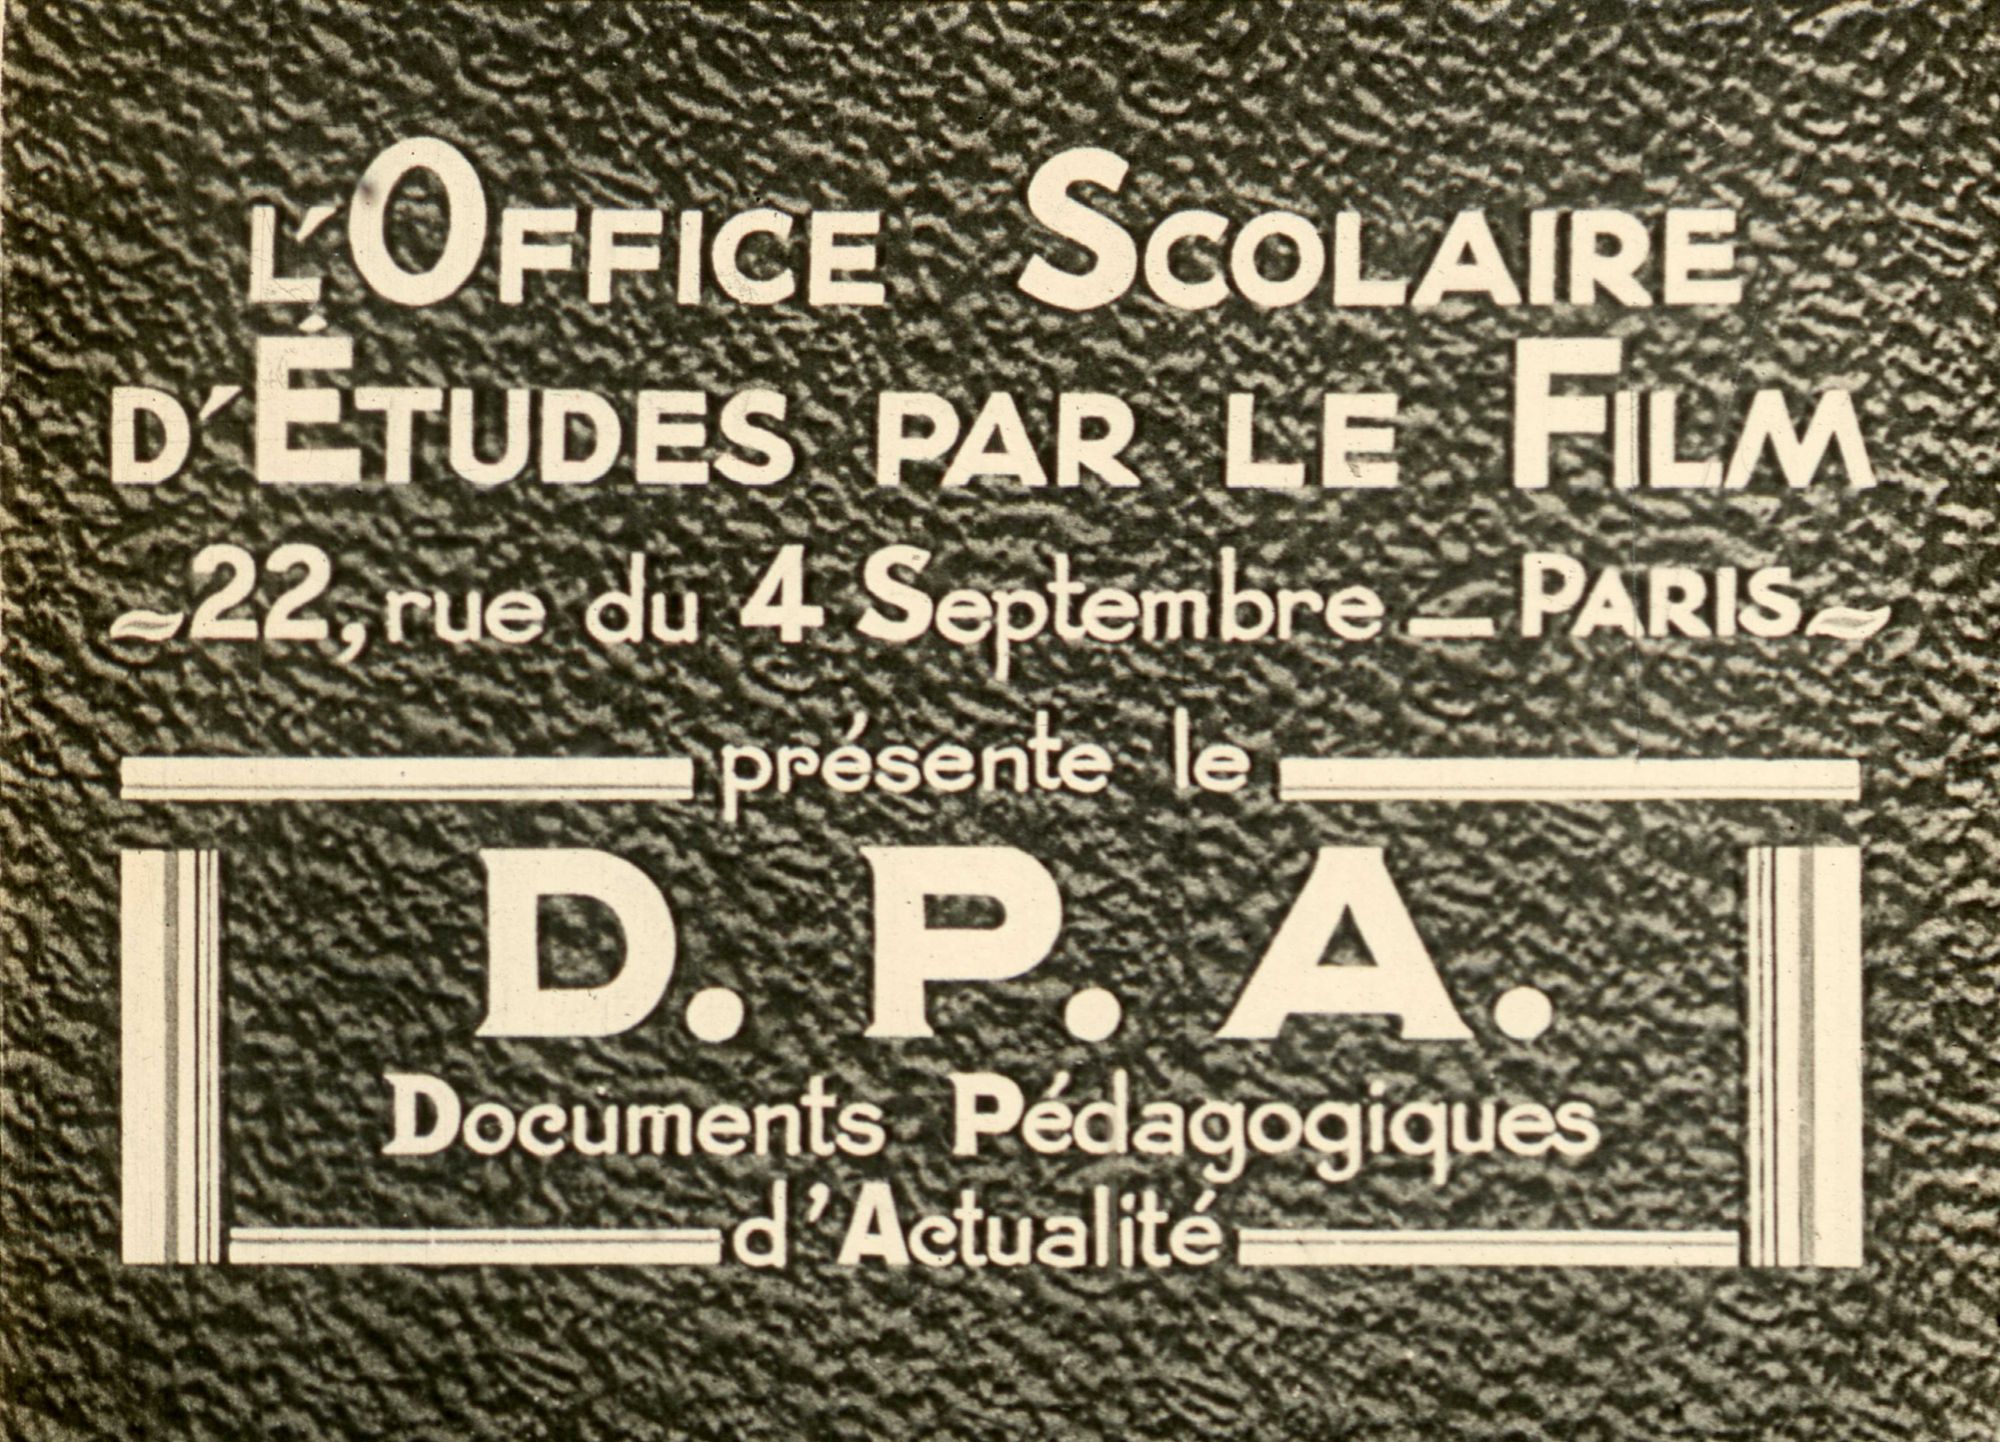 L'OFFICE SCOLAIRE
D'ÉTUDES PAR LE FILM
~22, rue du 4 Septembre – PARIS~
présente le
D. P. A.
Documents Pédagogiques
d'Actualité